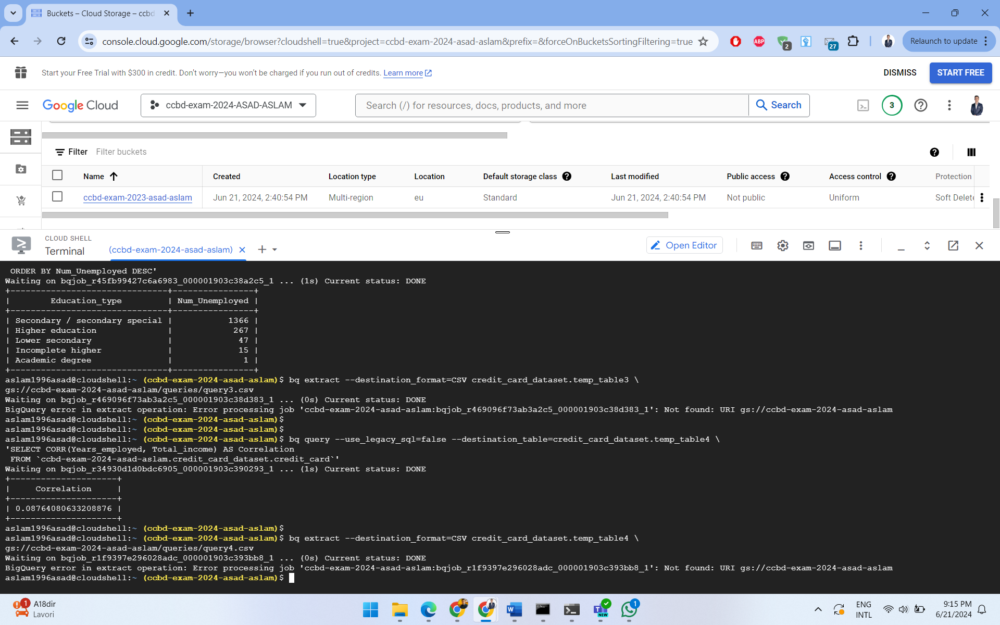 Buckets – Cloud Storage – ccbd
console.cloud.google.com/storage/browser?cloudshell=true&project=ccbd-exam-2024-asad-aslam&prefix=&forceOnBucketsSortingFiltering=true
ABP
2
27
Relaunch to update
Start your Free Trial with $300 in credit. Don't worry—you won't be charged if you run out of credits. Learn more
DISMISS
START FREE
Google Cloud
ccbd-exam-2024-ASAD-ASLAM
Search (/) for resources, docs, products, and more
Search
3
Filter Filter buckets
Name Created Location type Location Default storage class Last modified Public access Access control Protection
ccbd-exam-2023-asad-aslam Jun 21, 2024, 2:40:54 PM Multi-region eu Standard Jun 21, 2024, 2:40:54 PM Not public Uniform Soft Delete
CLOUD SHELL
Terminal
(ccbd-exam-2024-asad-aslam)
Open Editor
ORDER BY Num_Unemployed DESC'
Waiting on bqjob_r45fb99427c6a6983_000001903c38a2c5_1 ... (1s) Current status: DONE
+-------------------------------+----------------+
| Education_type | Num_Unemployed |
+-------------------------------+----------------+
| Secondary / secondary special | 1366 |
| Higher education | 267 |
| Lower secondary | 47 |
| Incomplete higher | 15 |
| Academic degree | 1 |
+-------------------------------+----------------+
aslam1996asad@cloudshell:~ (ccbd-exam-2024-asad-aslam)$ bq extract --destination_format=CSV credit_card_dataset.temp_table3 \
gs://ccbd-exam-2024-asad-aslam/queries/query3.csv
Waiting on bqjob_r469096f73ab3a2c5_000001903c38d383_1 ... (0s) Current status: DONE
BigQuery error in extract operation: Error processing job 'ccbd-exam-2024-asad-aslam:bqjob_r469096f73ab3a2c5_000001903c38d383_1': Not found: URI gs://ccbd-exam-2024-asad-aslam
aslam1996asad@cloudshell:~ (ccbd-exam-2024-asad-aslam)$
aslam1996asad@cloudshell:~ (ccbd-exam-2024-asad-aslam)$
aslam1996asad@cloudshell:~ (ccbd-exam-2024-asad-aslam)$ bq query --use_legacy_sql=false --destination_table=credit_card_dataset.temp_table4 \
'SELECT CORR(Years_employed, Total_income) AS Correlation
FROM `ccbd-exam-2024-asad-aslam.credit_card_dataset.credit_card`'
Waiting on bqjob_r34930d1d0bdc6905_000001903c390293_1 ... (1s) Current status: DONE
+---------------------+
| Correlation |
+---------------------+
| 0.08764080633208876 |
+---------------------+
aslam1996asad@cloudshell:~ (ccbd-exam-2024-asad-aslam)$
aslam1996asad@cloudshell:~ (ccbd-exam-2024-asad-aslam)$ bq extract --destination_format=CSV credit_card_dataset.temp_table4 \
gs://ccbd-exam-2024-asad-aslam/queries/query4.csv
Waiting on bqjob_r1f9397e296028adc_000001903c393bb8_1 ... (0s) Current status: DONE
BigQuery error in extract operation: Error processing job 'ccbd-exam-2024-asad-aslam:bqjob_r1f9397e296028adc_000001903c393bb8_1': Not found: URI gs://ccbd-exam-2024-asad-aslam
aslam1996asad@cloudshell:~ (ccbd-exam-2024-asad-aslam)$
1
A18dir
Lavori
NEW
1
ENG
INTL
9:15 PM
6/21/2024